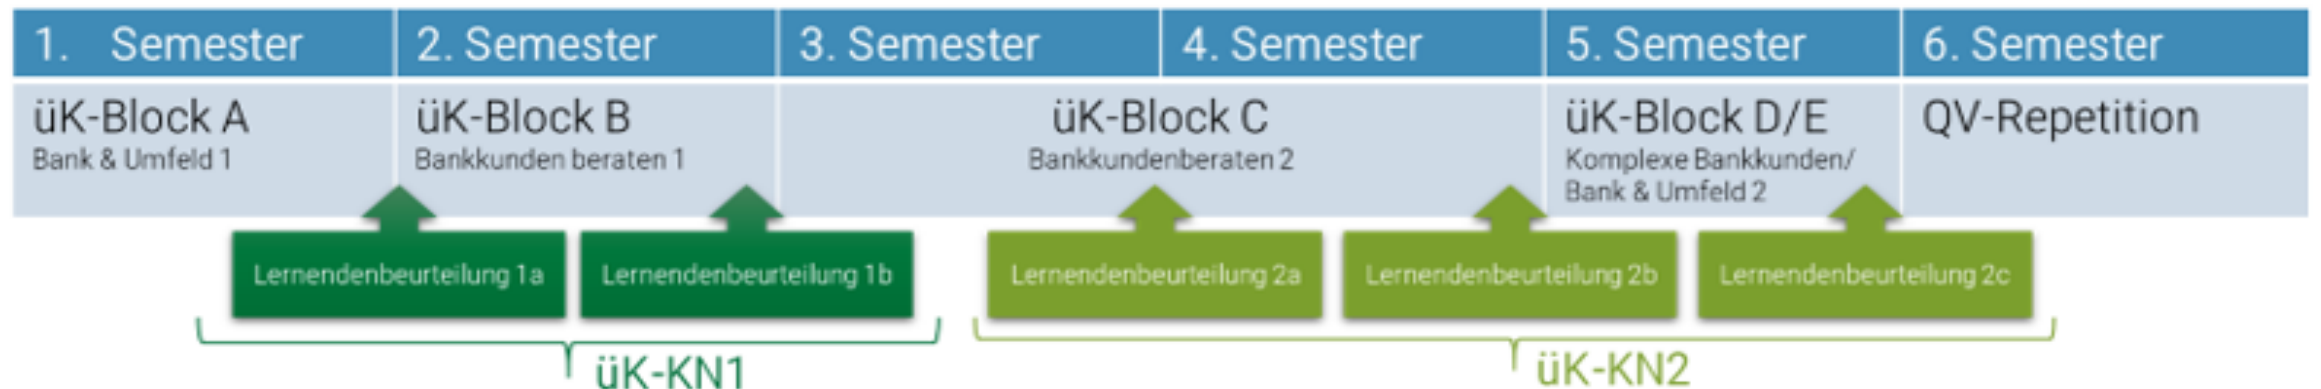 1. Semester
2. Semester
3. Semester
4. Semester
5. Semester
6. Semester
üK-Block A
Bank & Umfeld 1
üK-Block B
Bankkunden beraten 1
üK-Block C
Bankkundenberaten 2
üK-Block D/E
Komplexe Bankkunden/
Bank & Umfeld 2
QV-Repetition
Lernendenbeurteilung 1a
Lernendenbeurteilung 1b
Lernendenbeurteilung 2a
Lernendenbeurteilung 2b
Lernendenbeurteilung 2c
üK-KN1
üK-KN2